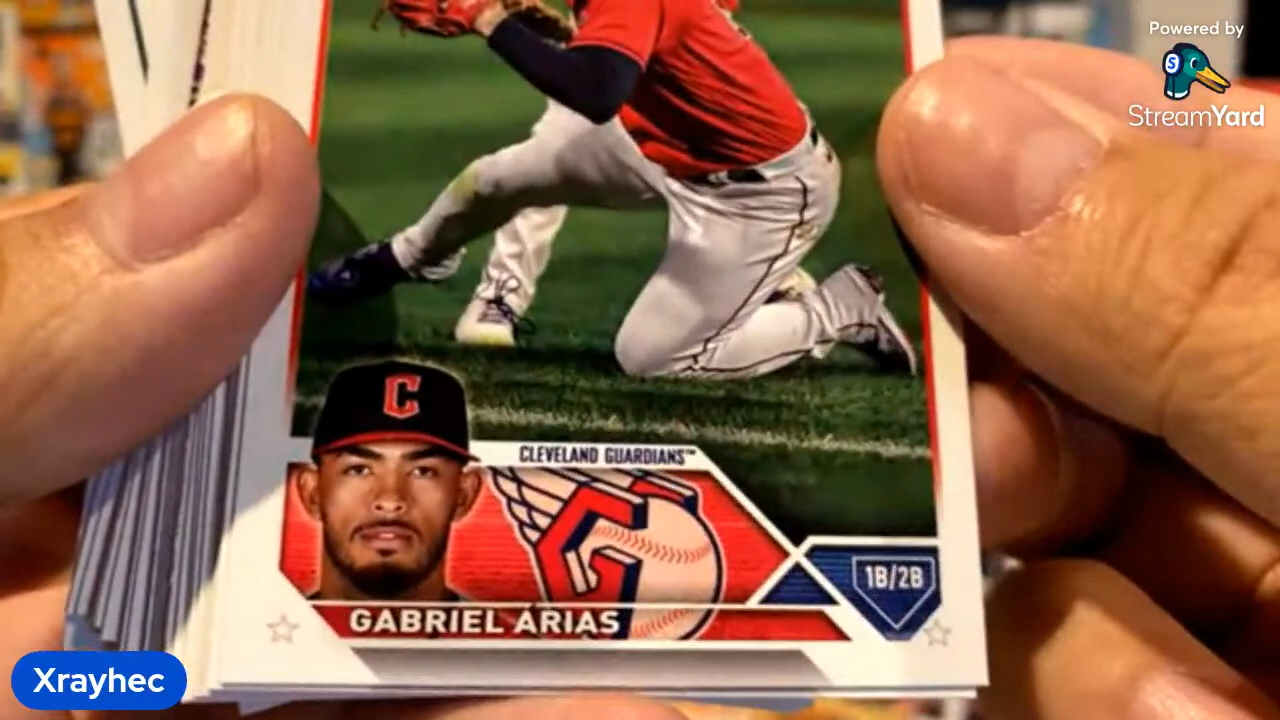 Powered by
S
StreamYard
C
CLEVELAND GUARDIANS™
G
1B/2B
GABRIEL ARIAS
Xrayhec